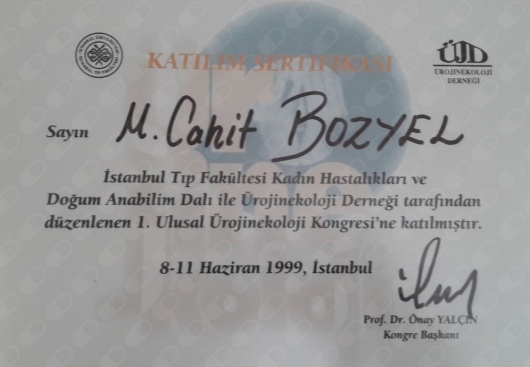 KATILIM SERTİFİKASI
ÜJD
ÜROJİNEKOLOJİ
DERNEĞİ
Sayın M. Cahit BOZYEL
İstanbul Tıp Fakültesi Kadın Hastalıkları ve
Doğum Anabilim Dalı ile Ürojinekoloji Derneği tarafından
düzenlenen 1. Ulusal Ürojinekoloji Kongresi'ne katılmıştır.
8-11 Haziran 1999, İstanbul
Prof. Dr. Önay YALÇIN
Kongre Başkanı